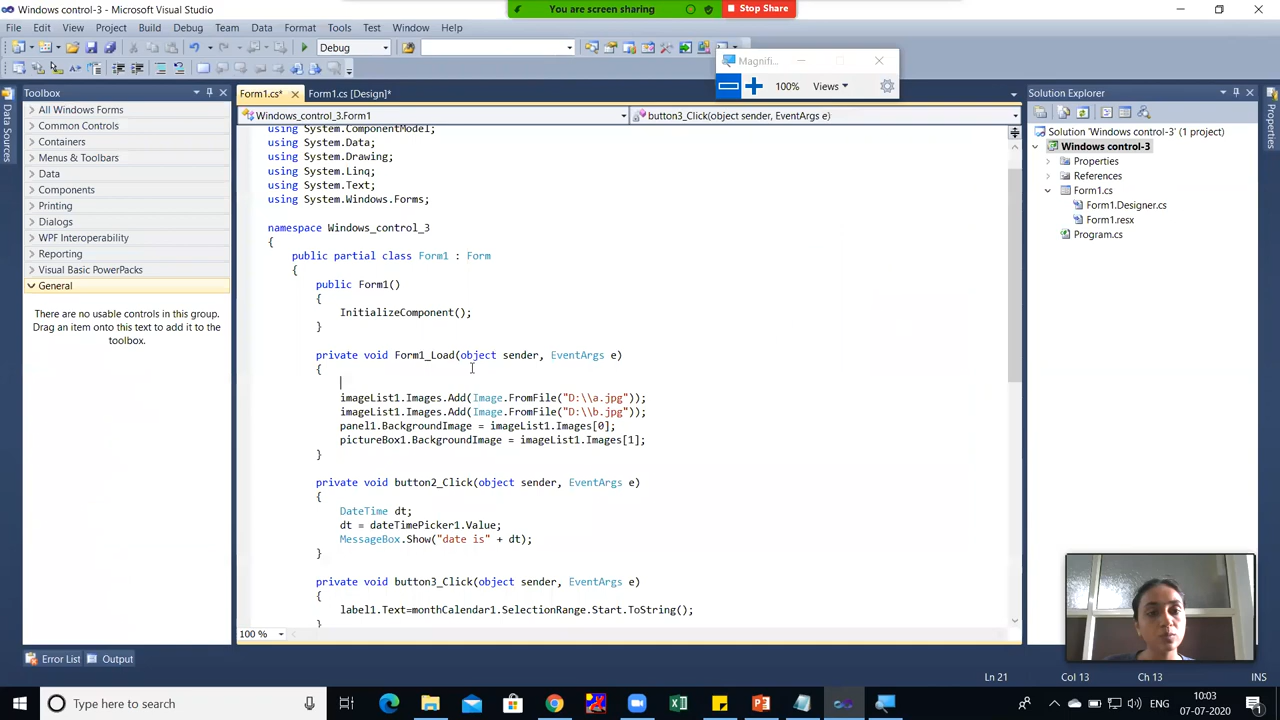 Windows control-3 - Microsoft Visual Studio
You are screen sharing
Stop Share
File Edit View Project Build Debug Team Data Format Tools Test Window Help
Debug
Magnifi...
100% Views
Toolbox
All Windows Forms
Common Controls
Containers
Menus & Toolbars
Data
Components
Printing
Dialogs
WPF Interoperability
Reporting
Visual Basic PowerPacks
General
There are no usable controls in this group.
Drag an item onto this text to add it to the
toolbox.
Data Sources
Form1.cs* Form1.cs [Design]*
Windows_control_3.Form1 button3_Click(object sender, EventArgs e)
using System.ComponentModel;
using System.Data;
using System.Drawing;
using System.Linq;
using System.Text;
using System.Windows.Forms;
namespace Windows_control_3
{
public partial class Form1 : Form
{
public Form1()
{
InitializeComponent();
}
private void Form1_Load(object sender, EventArgs e)
{
imageList1.Images.Add(Image.FromFile("D:\\a.jpg"));
imageList1.Images.Add(Image.FromFile("D:\\b.jpg"));
panel1.BackgroundImage = imageList1.Images[0];
pictureBox1.BackgroundImage = imageList1.Images[1];
}
private void button2_Click(object sender, EventArgs e)
{
DateTime dt;
dt = dateTimePicker1.Value;
MessageBox.Show("date is" + dt);
}
private void button3_Click(object sender, EventArgs e)
{
label1.Text=monthCalendar1.SelectionRange.Start.ToString();
}
100 %
Solution Explorer
Solution 'Windows control-3' (1 project)
Windows control-3
Properties
References
Form1.cs
Form1.Designer.cs
Form1.resx
Program.cs
Properties
Error List Output
Ln 21 Col 13 Ch 13 INS
Type here to search
ENG
10:03
07-07-2020